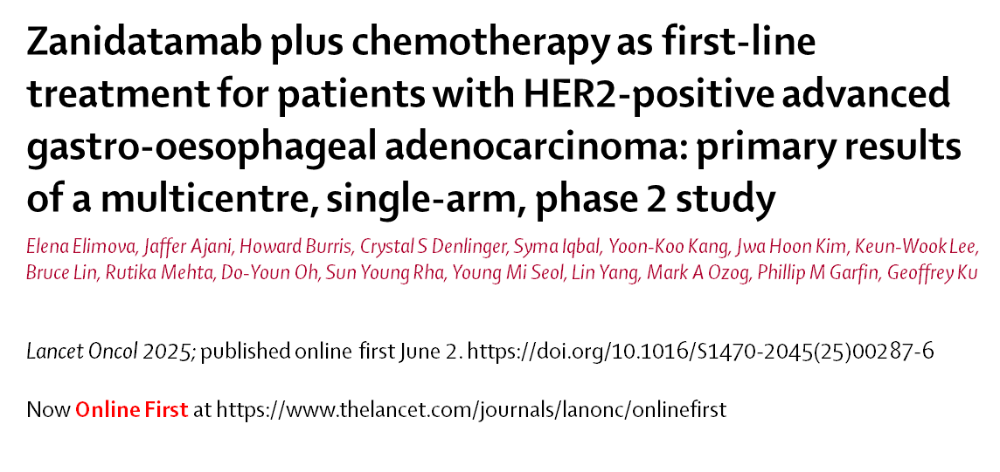 Zanidatamab plus chemotherapy as first-line
treatment for patients with HER2-positive advanced
gastro-oesophageal adenocarcinoma: primary results
of a multicentre, single-arm, phase 2 study
Elena Elimova, Jaffer Ajani, Howard Burris, Crystal S Denlinger, Syma Iqbal, Yoon-Koo Kang, Jwa Hoon Kim, Keun-Wook Lee,
Bruce Lin, Rutika Mehta, Do-Youn Oh, Sun Young Rha, Young Mi Seol, Lin Yang, Mark A Ozog, Phillip M Garfin, Geoffrey Ku
Lancet Oncol 2025; published online first June 2. https://doi.org/10.1016/S1470-2045(25)00287-6
Now Online First at https://www.thelancet.com/journals/lanonc/onlinefirst